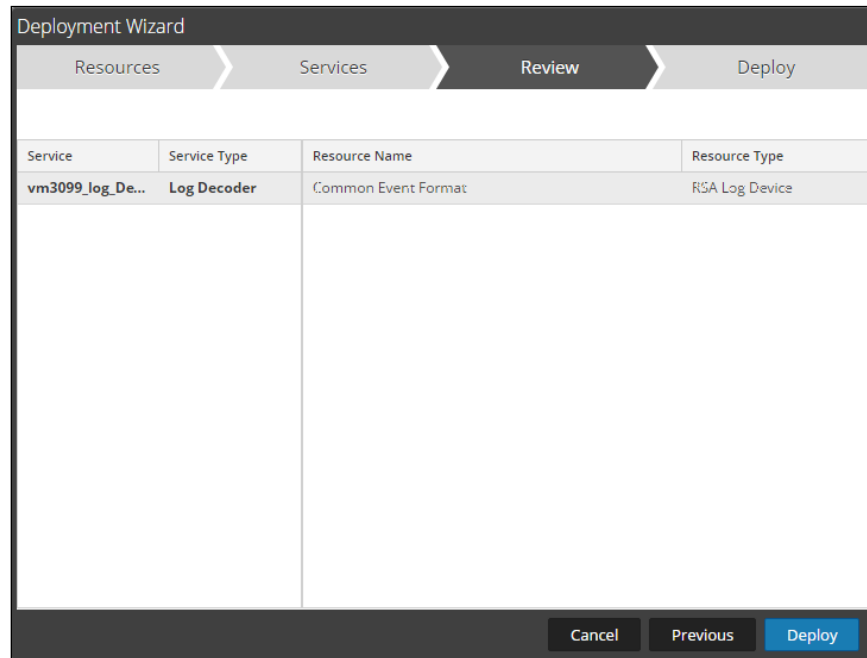 Deployment Wizard
Resources Services Review Deploy
Service Service Type Resource Name Resource Type
vm3099_log_De... Log Decoder Common Event Format RSA Log Device
Cancel Previous Deploy